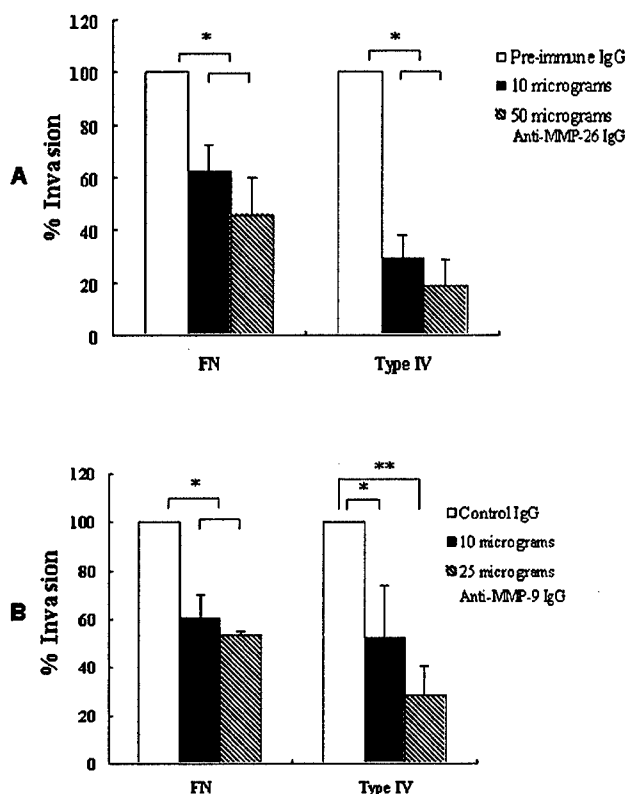 A
% Invasion
120
100
80
60
40
20
0
*
*
FN
Type IV
Pre-immune IgG
10 micrograms
50 micrograms
Anti-MMP-26 IgG
B
% Invasion
120
100
80
60
40
20
0
*
**
*
FN
Type IV
Control IgG
10 micrograms
25 micrograms
Anti-MMP-9 IgG